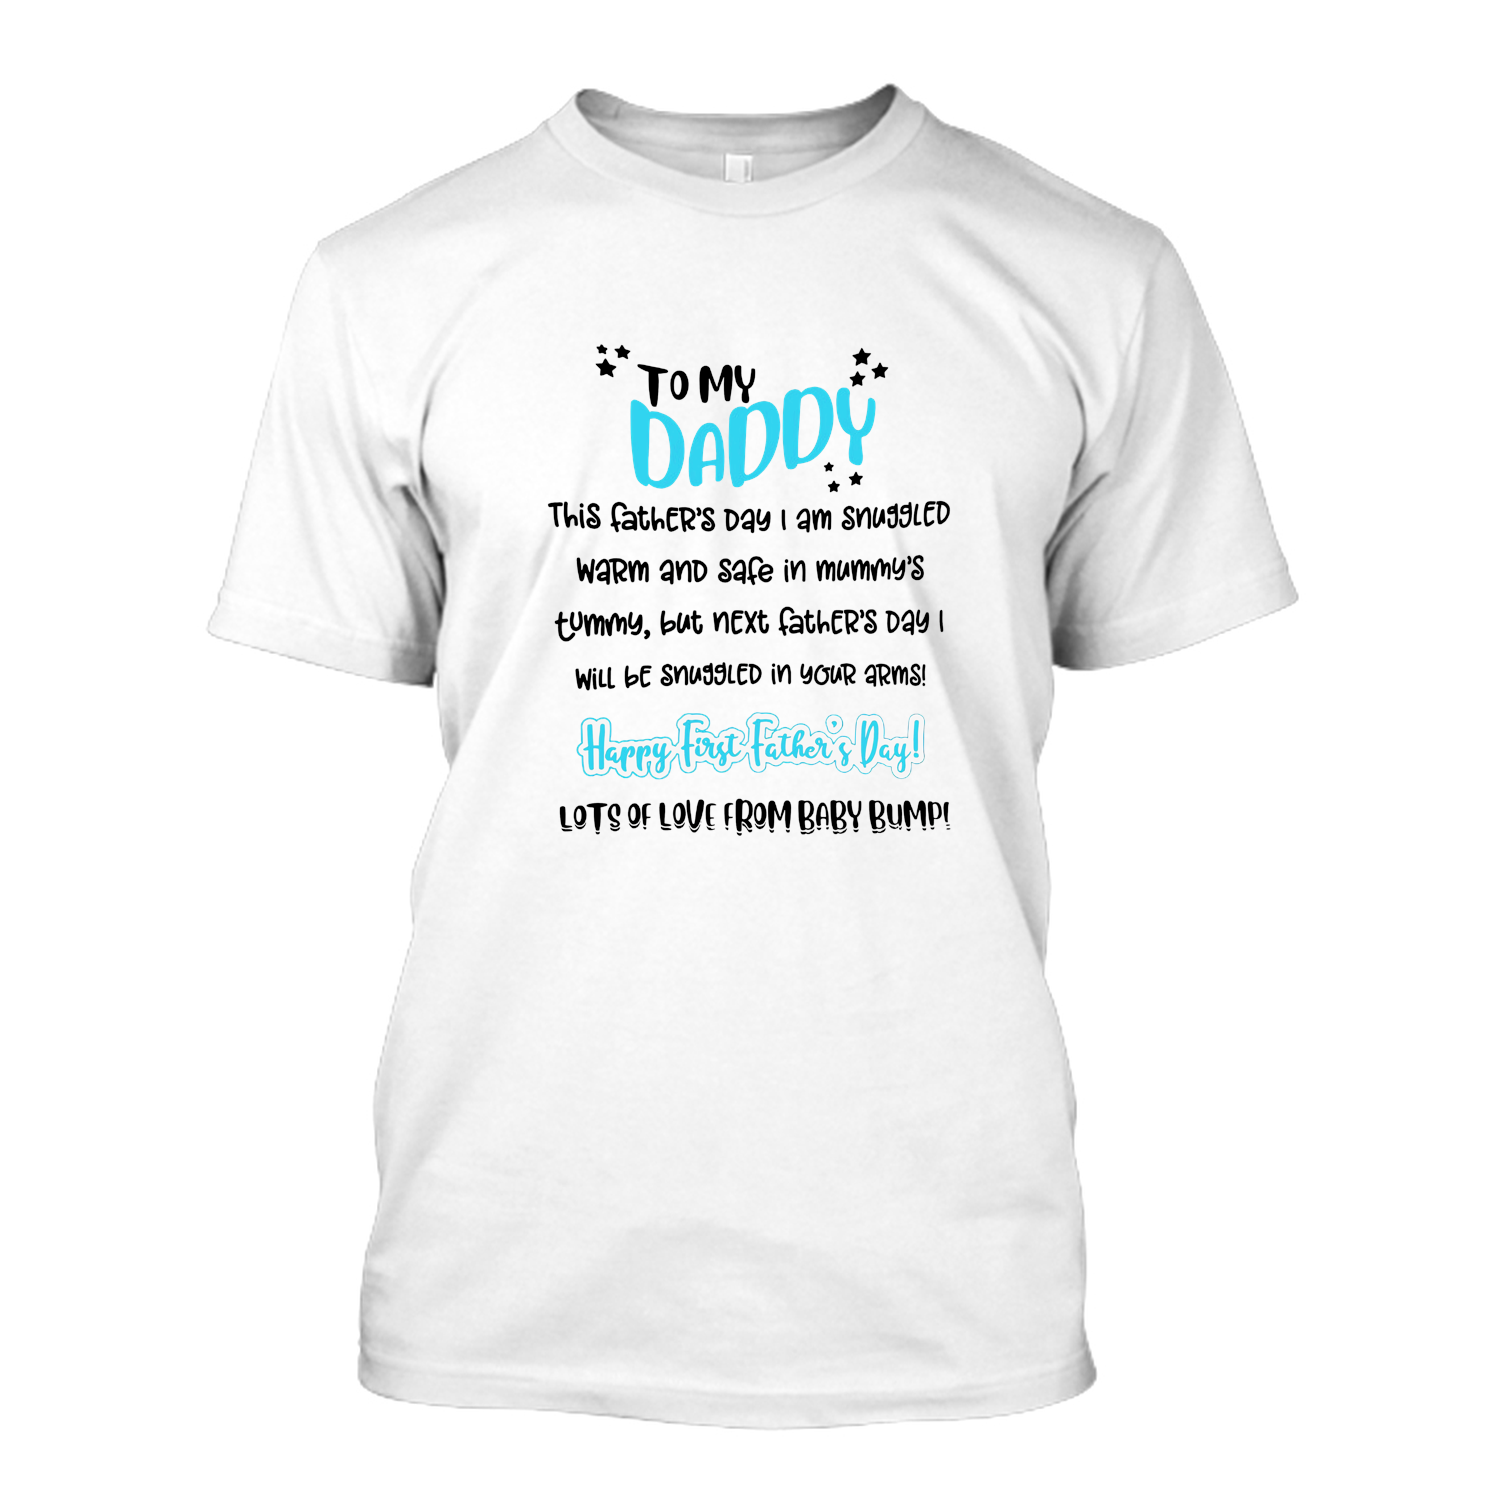 TO MY
DADDY
This father's Day I am snuggled
warm and safe in mummy's
tummy, but next father's Day I
will be snuggled in your arms!
Happy First Father's Day!
LOTS OF LOVE FROM BABY BUMP!